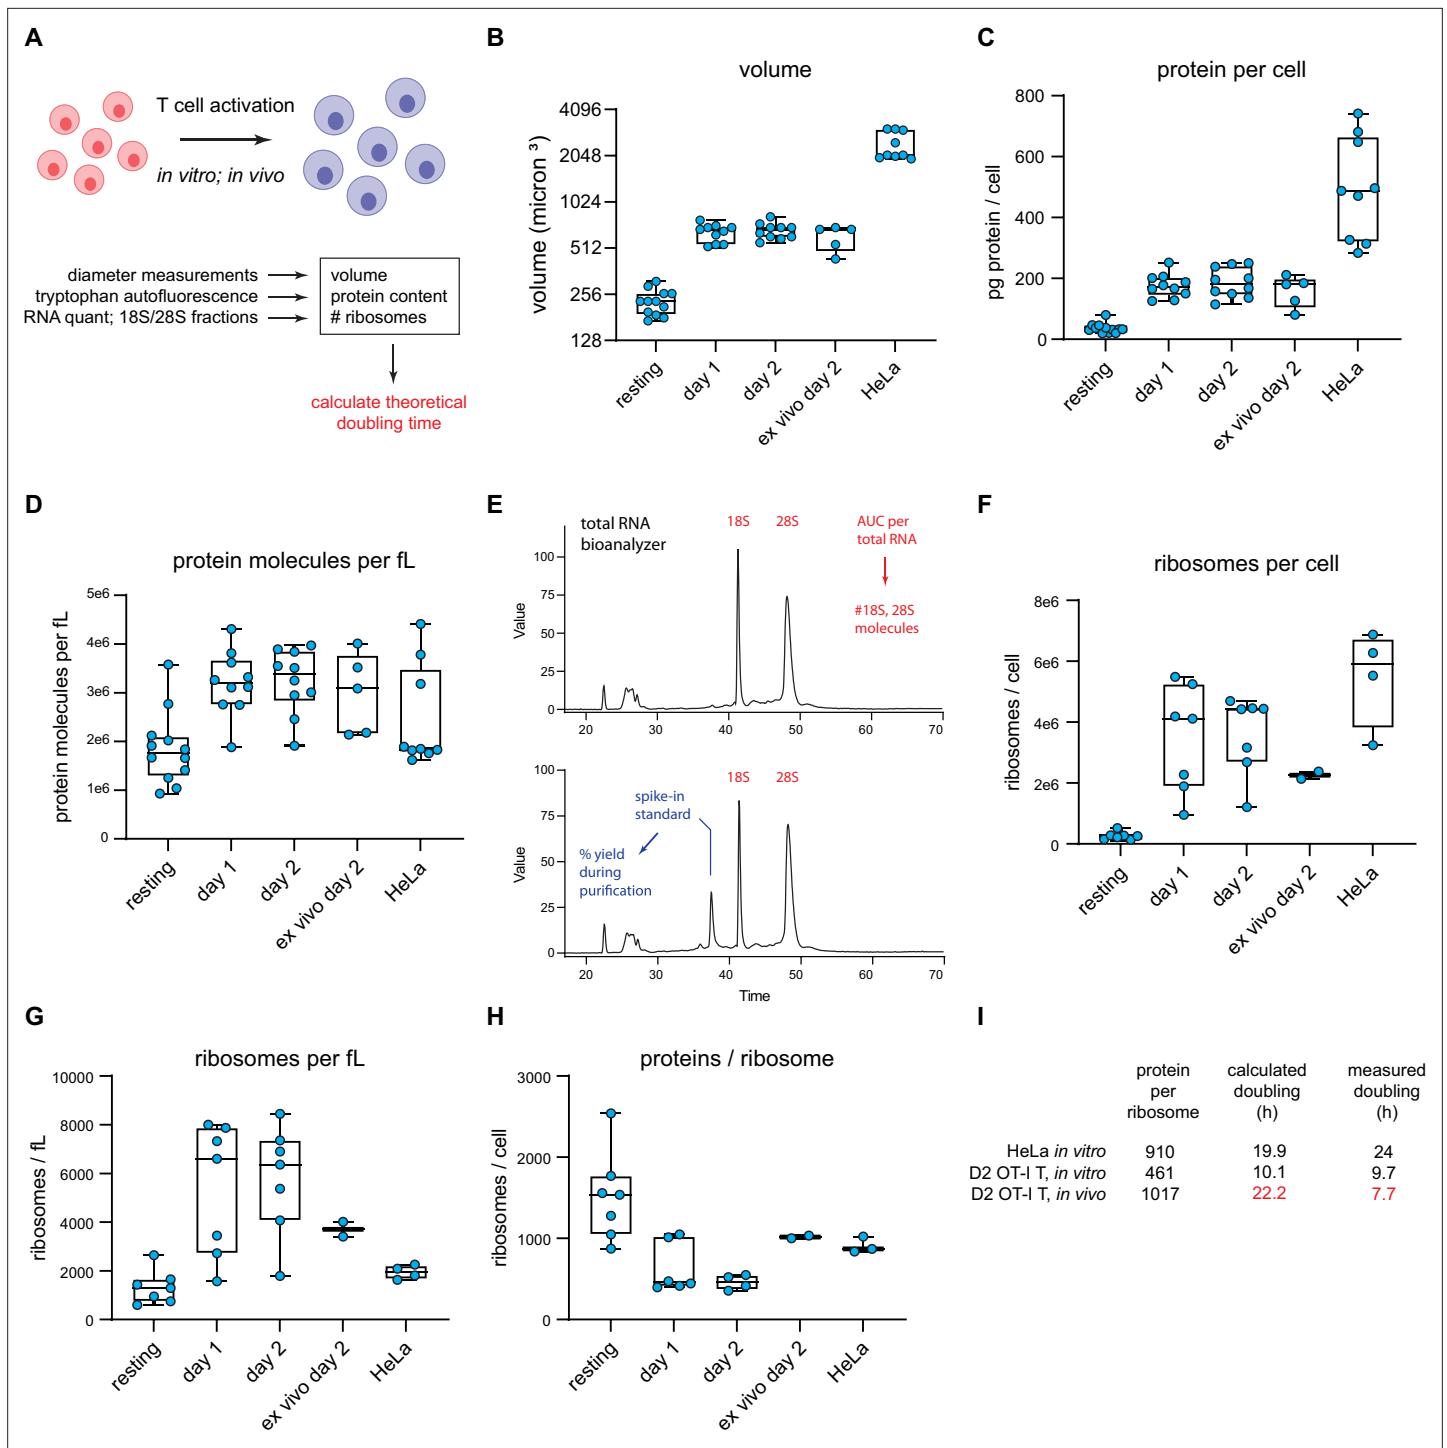 A
T cell activation
in vitro; in vivo
diameter measurements
tryptophan autofluorescence
RNA quant; 18S/28S fractions
volume
protein content
# ribosomes
calculate theoretical
doubling time
B
volume
volume (micron ³)
4096
2048
1024
512
256
128
resting
day 1
day 2
ex vivo day 2
HeLa
C
protein per cell
pg protein / cell
800
600
400
200
0
resting
day 1
day 2
ex vivo day 2
HeLa
D
protein molecules per fL
protein molecules per fL
5e6
4e6
3e6
2e6
1e6
0
resting
day 1
day 2
ex vivo day 2
HeLa
E
total RNA
bioanalyzer
18S
28S
AUC per
total RNA
#18S, 28S
molecules
Value
100
75
50
25
0
20
30
40
50
60
70
18S
28S
spike-in
standard
% yield
during
purification
Value
100
75
50
25
0
20
30
40
50
60
70
Time
F
ribosomes per cell
ribosomes / cell
8e6
6e6
4e6
2e6
0
resting
day 1
day 2
ex vivo day 2
HeLa
G
ribosomes per fL
ribosomes / fL
10000
8000
6000
4000
2000
0
resting
day 1
day 2
ex vivo day 2
HeLa
H
proteins / ribosome
ribosomes / cell
3000
2000
1000
0
resting
day 1
day 2
ex vivo day 2
HeLa
I
protein per ribosome
calculated doubling (h)
measured doubling (h)
HeLa in vitro 910 19.9 24
D2 OT-I T, in vitro 461 10.1 9.7
D2 OT-I T, in vivo 1017 22.2 7.7